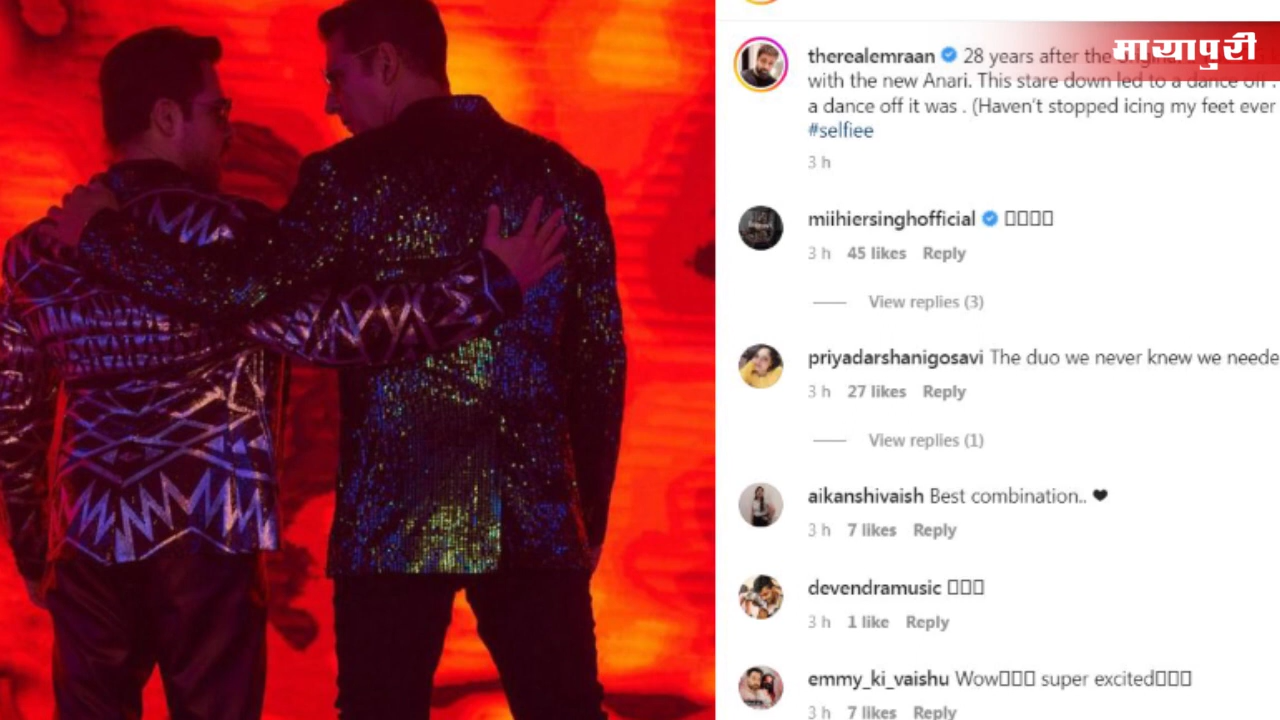 मायापुरी
therealemraan 28 years after the
with the new Anari. This stare down led to a dance off .
a dance off it was . (Haven't stopped icing my feet ever
#selfiee
3 h
miihiersinghofficial
3 h 45 likes Reply
View replies (3)
priyadarshanigosavi The duo we never knew we neede
3 h 27 likes Reply
View replies (1)
aikanshivaish Best combination.. ❤
3 h 7 likes Reply
devendramusic
3 h 1 like Reply
emmy_ki_vaishu Wow super excited
3 h 7 likes Reply